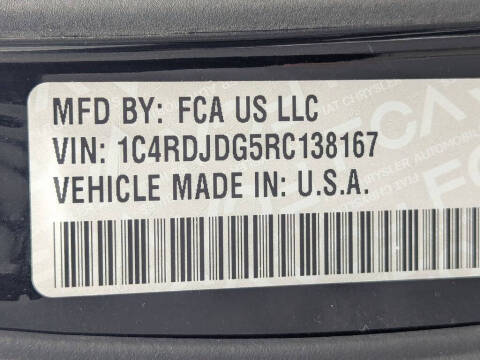 MFD BY: FCA US LLC
VIN: 1C4RDJDG5RC138167
VEHICLE MADE IN: U.S.A.